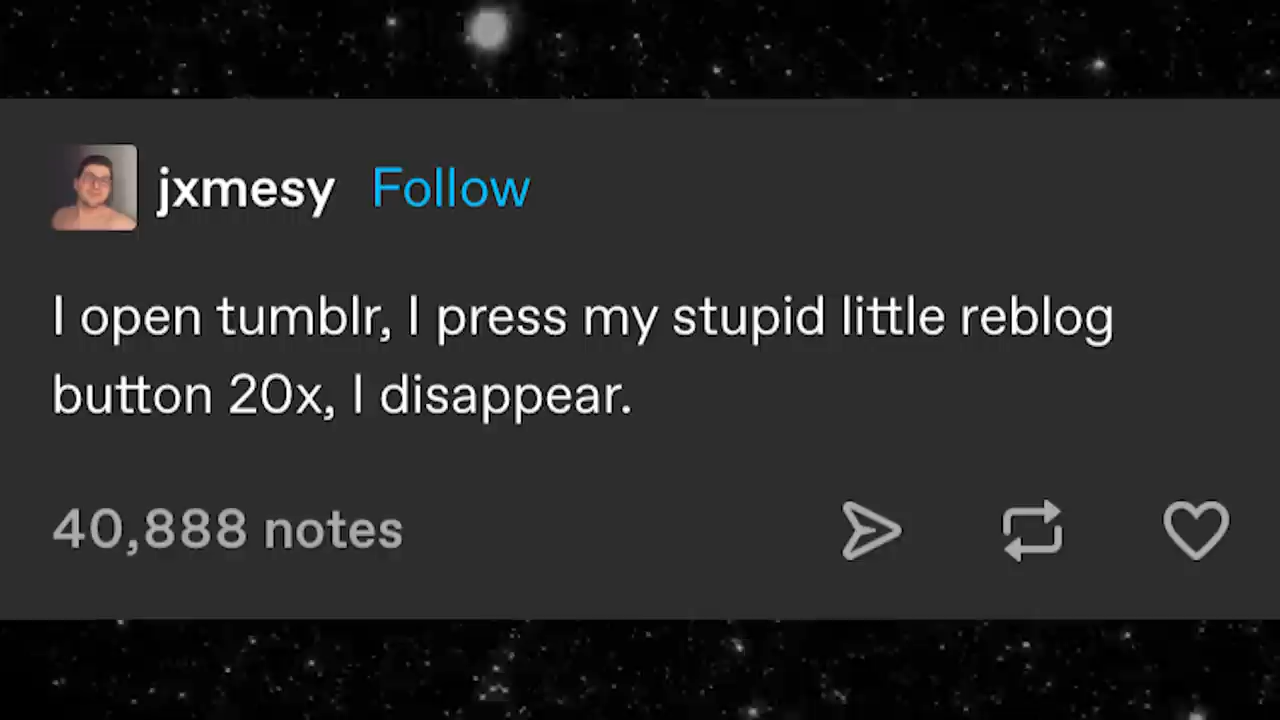 jxmesy Follow
I open tumblr, I press my stupid little reblog
button 20x, I disappear.
40,888 notes